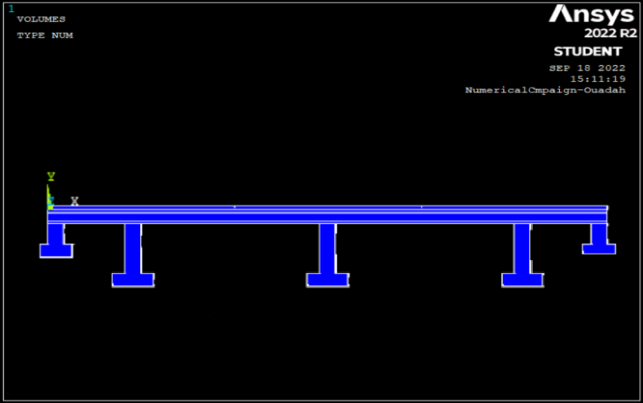 1
VOLUMES
TYPE NUM
Ansys
2022 R2
STUDENT
SEP 18 2022
15:11:19
NumericalCmpaign-Ouadah
Y
X